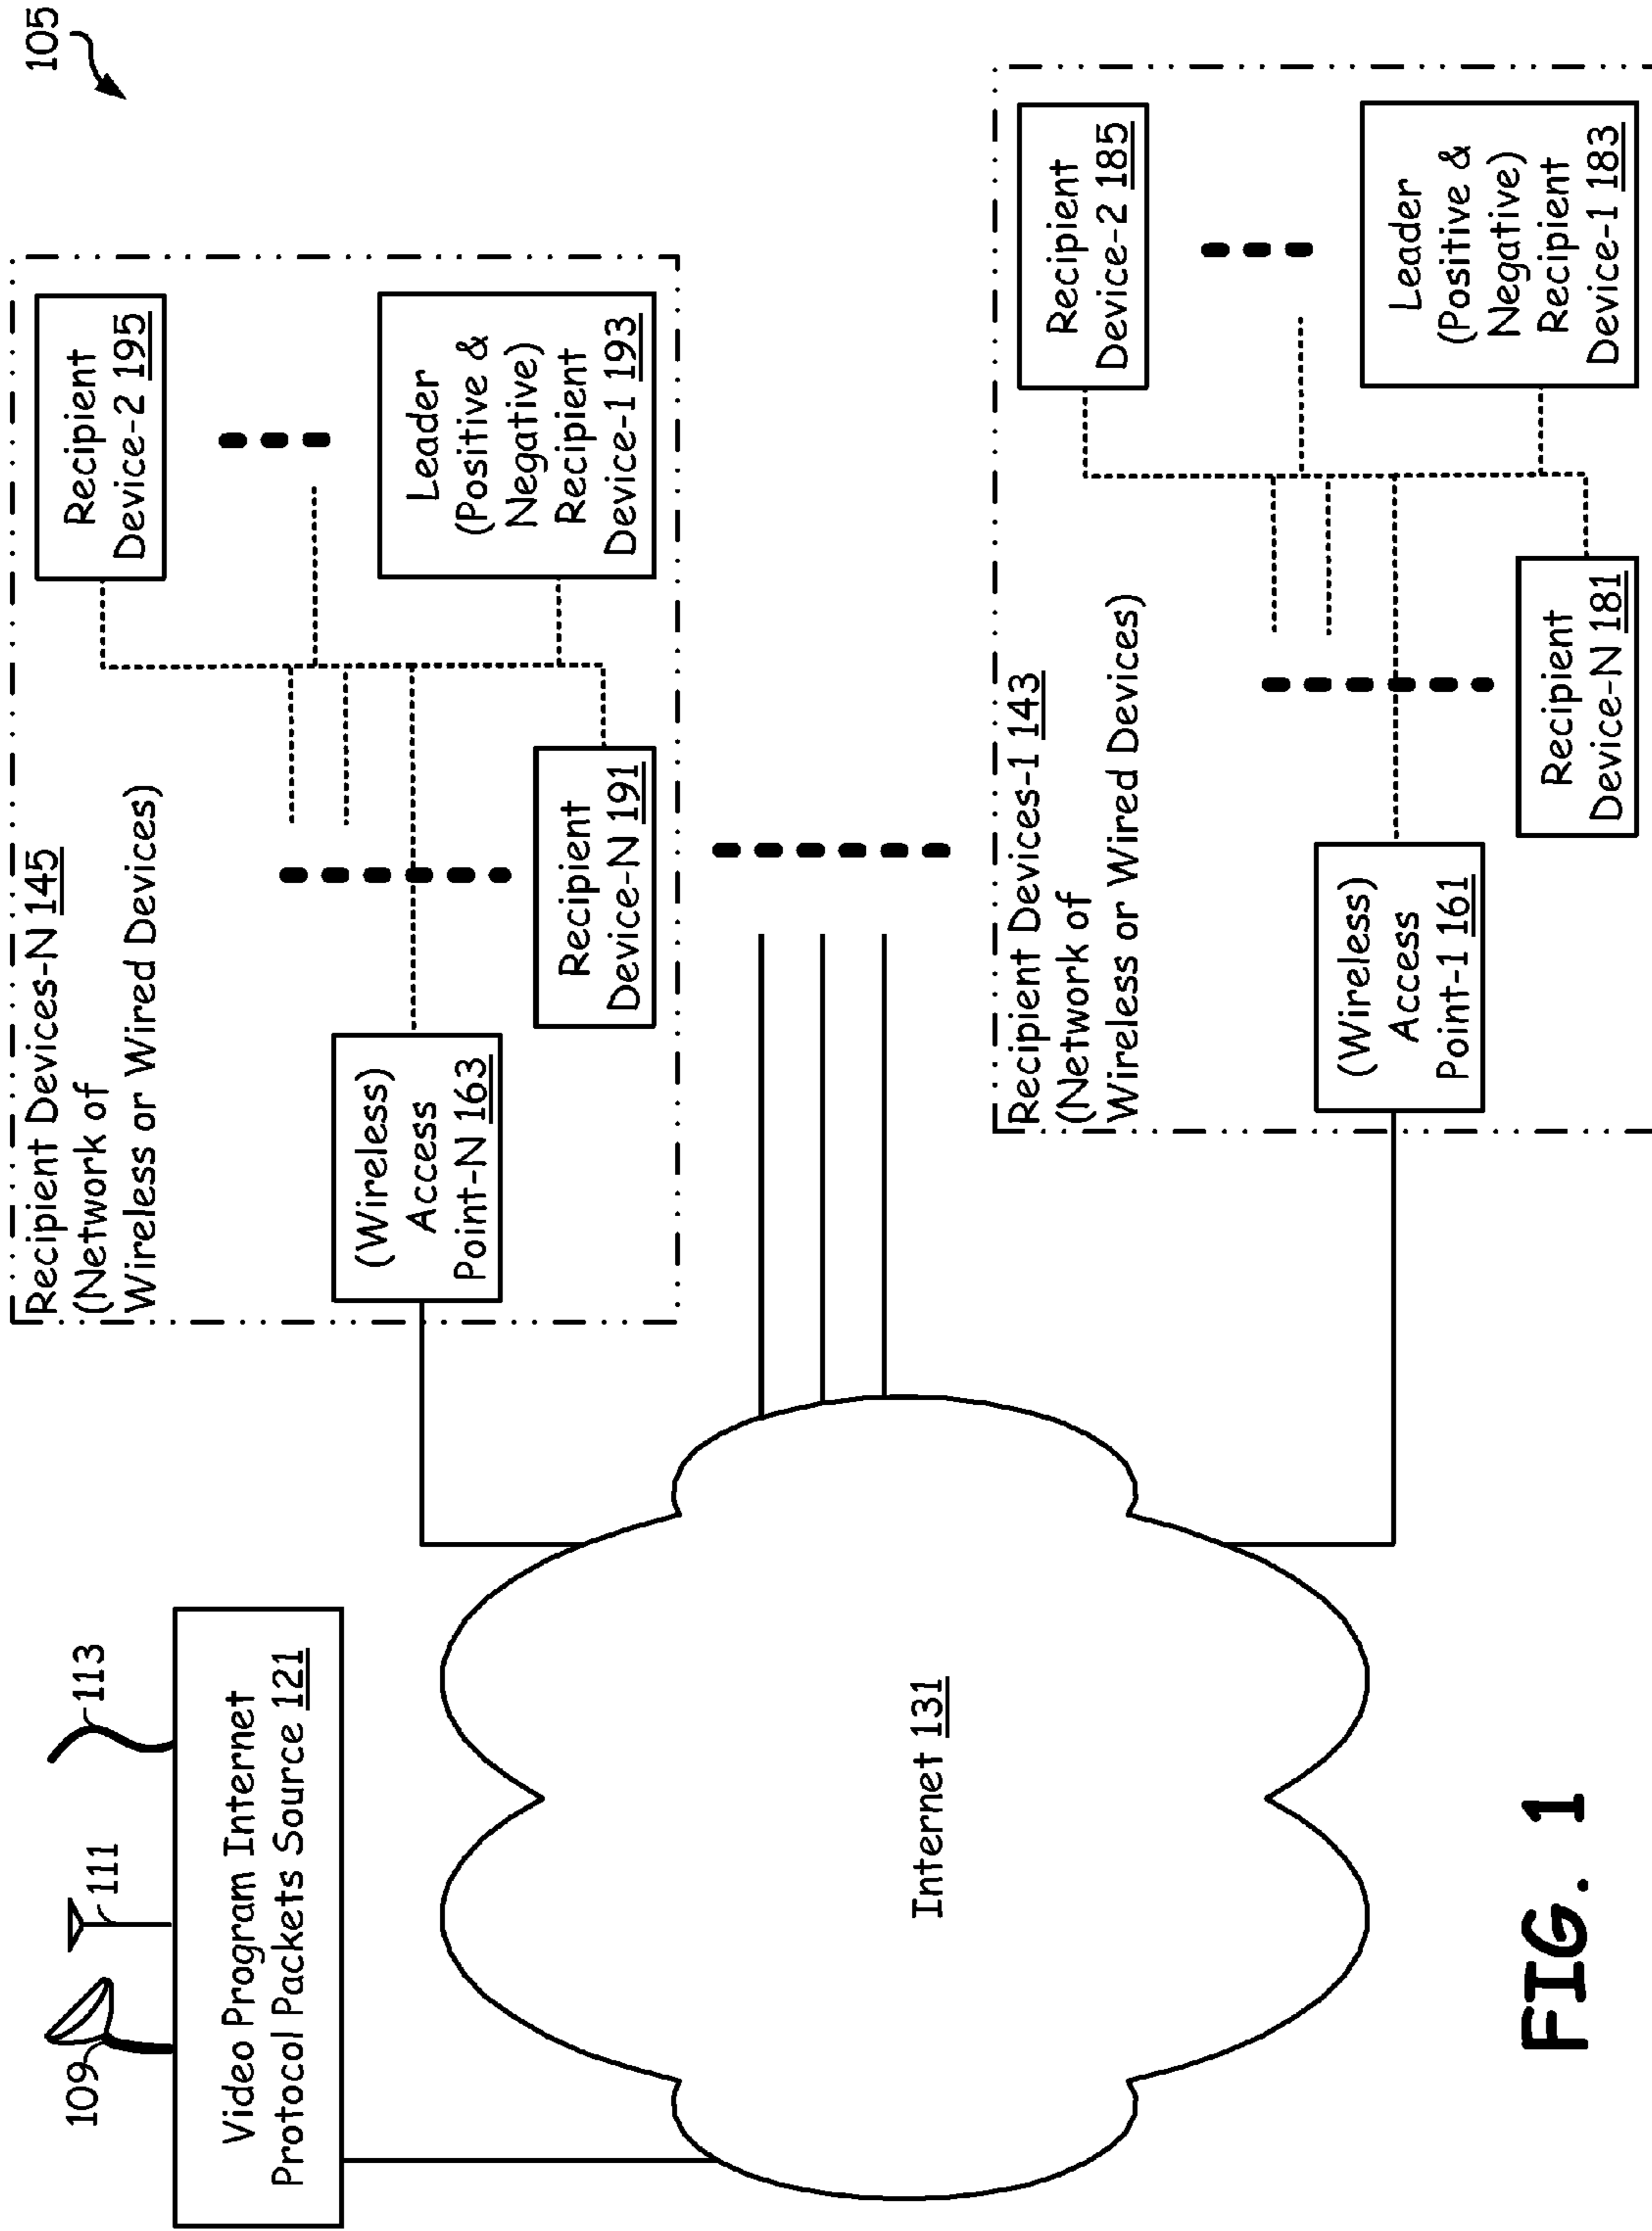 105
109
111
113
Video Program Internet
Protocol Packets Source 121
Internet 131
Recipient Devices-N 145
(Network of
Wireless or Wired Devices)
(Wireless)
Access
Point-N 163
Recipient
Device-N 191
Recipient
Device-2 195
Leader
(Positive &
Negative)
Recipient
Device-1 193
Recipient Devices-1 143
(Network of
Wireless or Wired Devices)
(Wireless)
Access
Point-1 161
Recipient
Device-N 181
Recipient
Device-2 185
Leader
(Positive &
Negative)
Recipient
Device-1 183
FIG. 1